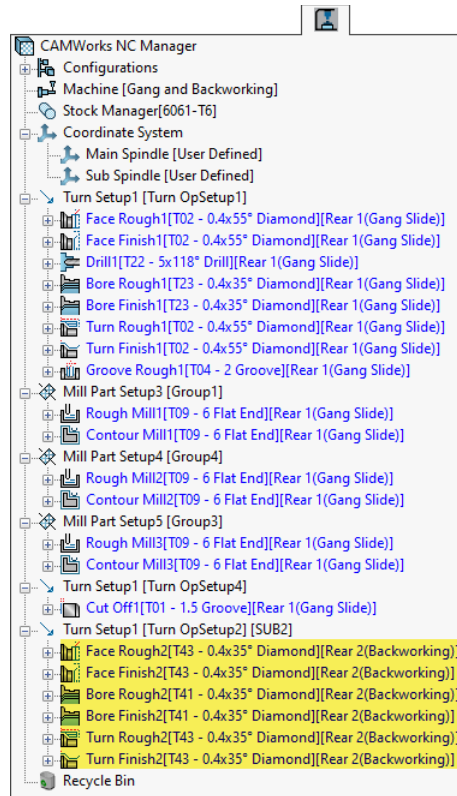 CAMWorks NC Manager
Configurations
Machine [Gang and Backworking]
Stock Manager[6061-T6]
Coordinate System
Main Spindle [User Defined]
Sub Spindle [User Defined]
Turn Setup1 [Turn OpSetup1]
Face Rough1[T02 - 0.4x55° Diamond][Rear 1(Gang Slide)]
Face Finish1[T02 - 0.4x55° Diamond][Rear 1(Gang Slide)]
Drill1[T22 - 5x118° Drill][Rear 1(Gang Slide)]
Bore Rough1[T23 - 0.4x35° Diamond][Rear 1(Gang Slide)]
Bore Finish1[T23 - 0.4x35° Diamond][Rear 1(Gang Slide)]
Turn Rough1[T02 - 0.4x55° Diamond][Rear 1(Gang Slide)]
Turn Finish1[T02 - 0.4x55° Diamond][Rear 1(Gang Slide)]
Groove Rough1[T04 - 2 Groove][Rear 1(Gang Slide)]
Mill Part Setup3 [Group1]
Rough Mill1[T09 - 6 Flat End][Rear 1(Gang Slide)]
Contour Mill1[T09 - 6 Flat End][Rear 1(Gang Slide)]
Mill Part Setup4 [Group4]
Rough Mill2[T09 - 6 Flat End][Rear 1(Gang Slide)]
Contour Mill2[T09 - 6 Flat End][Rear 1(Gang Slide)]
Mill Part Setup5 [Group3]
Rough Mill3[T09 - 6 Flat End][Rear 1(Gang Slide)]
Contour Mill3[T09 - 6 Flat End][Rear 1(Gang Slide)]
Turn Setup1 [Turn OpSetup4]
Cut Off1[T01 - 1.5 Groove][Rear 1(Gang Slide)]
Turn Setup1 [Turn OpSetup2] [SUB2]
Face Rough2[T43 - 0.4x35° Diamond][Rear 2(Backworking)]
Face Finish2[T43 - 0.4x35° Diamond][Rear 2(Backworking)]
Bore Rough2[T41 - 0.4x35° Diamond][Rear 2(Backworking)]
Bore Finish2[T41 - 0.4x35° Diamond][Rear 2(Backworking)]
Turn Rough2[T43 - 0.4x35° Diamond][Rear 2(Backworking)]
Turn Finish2[T43 - 0.4x35° Diamond][Rear 2(Backworking)]
Recycle Bin